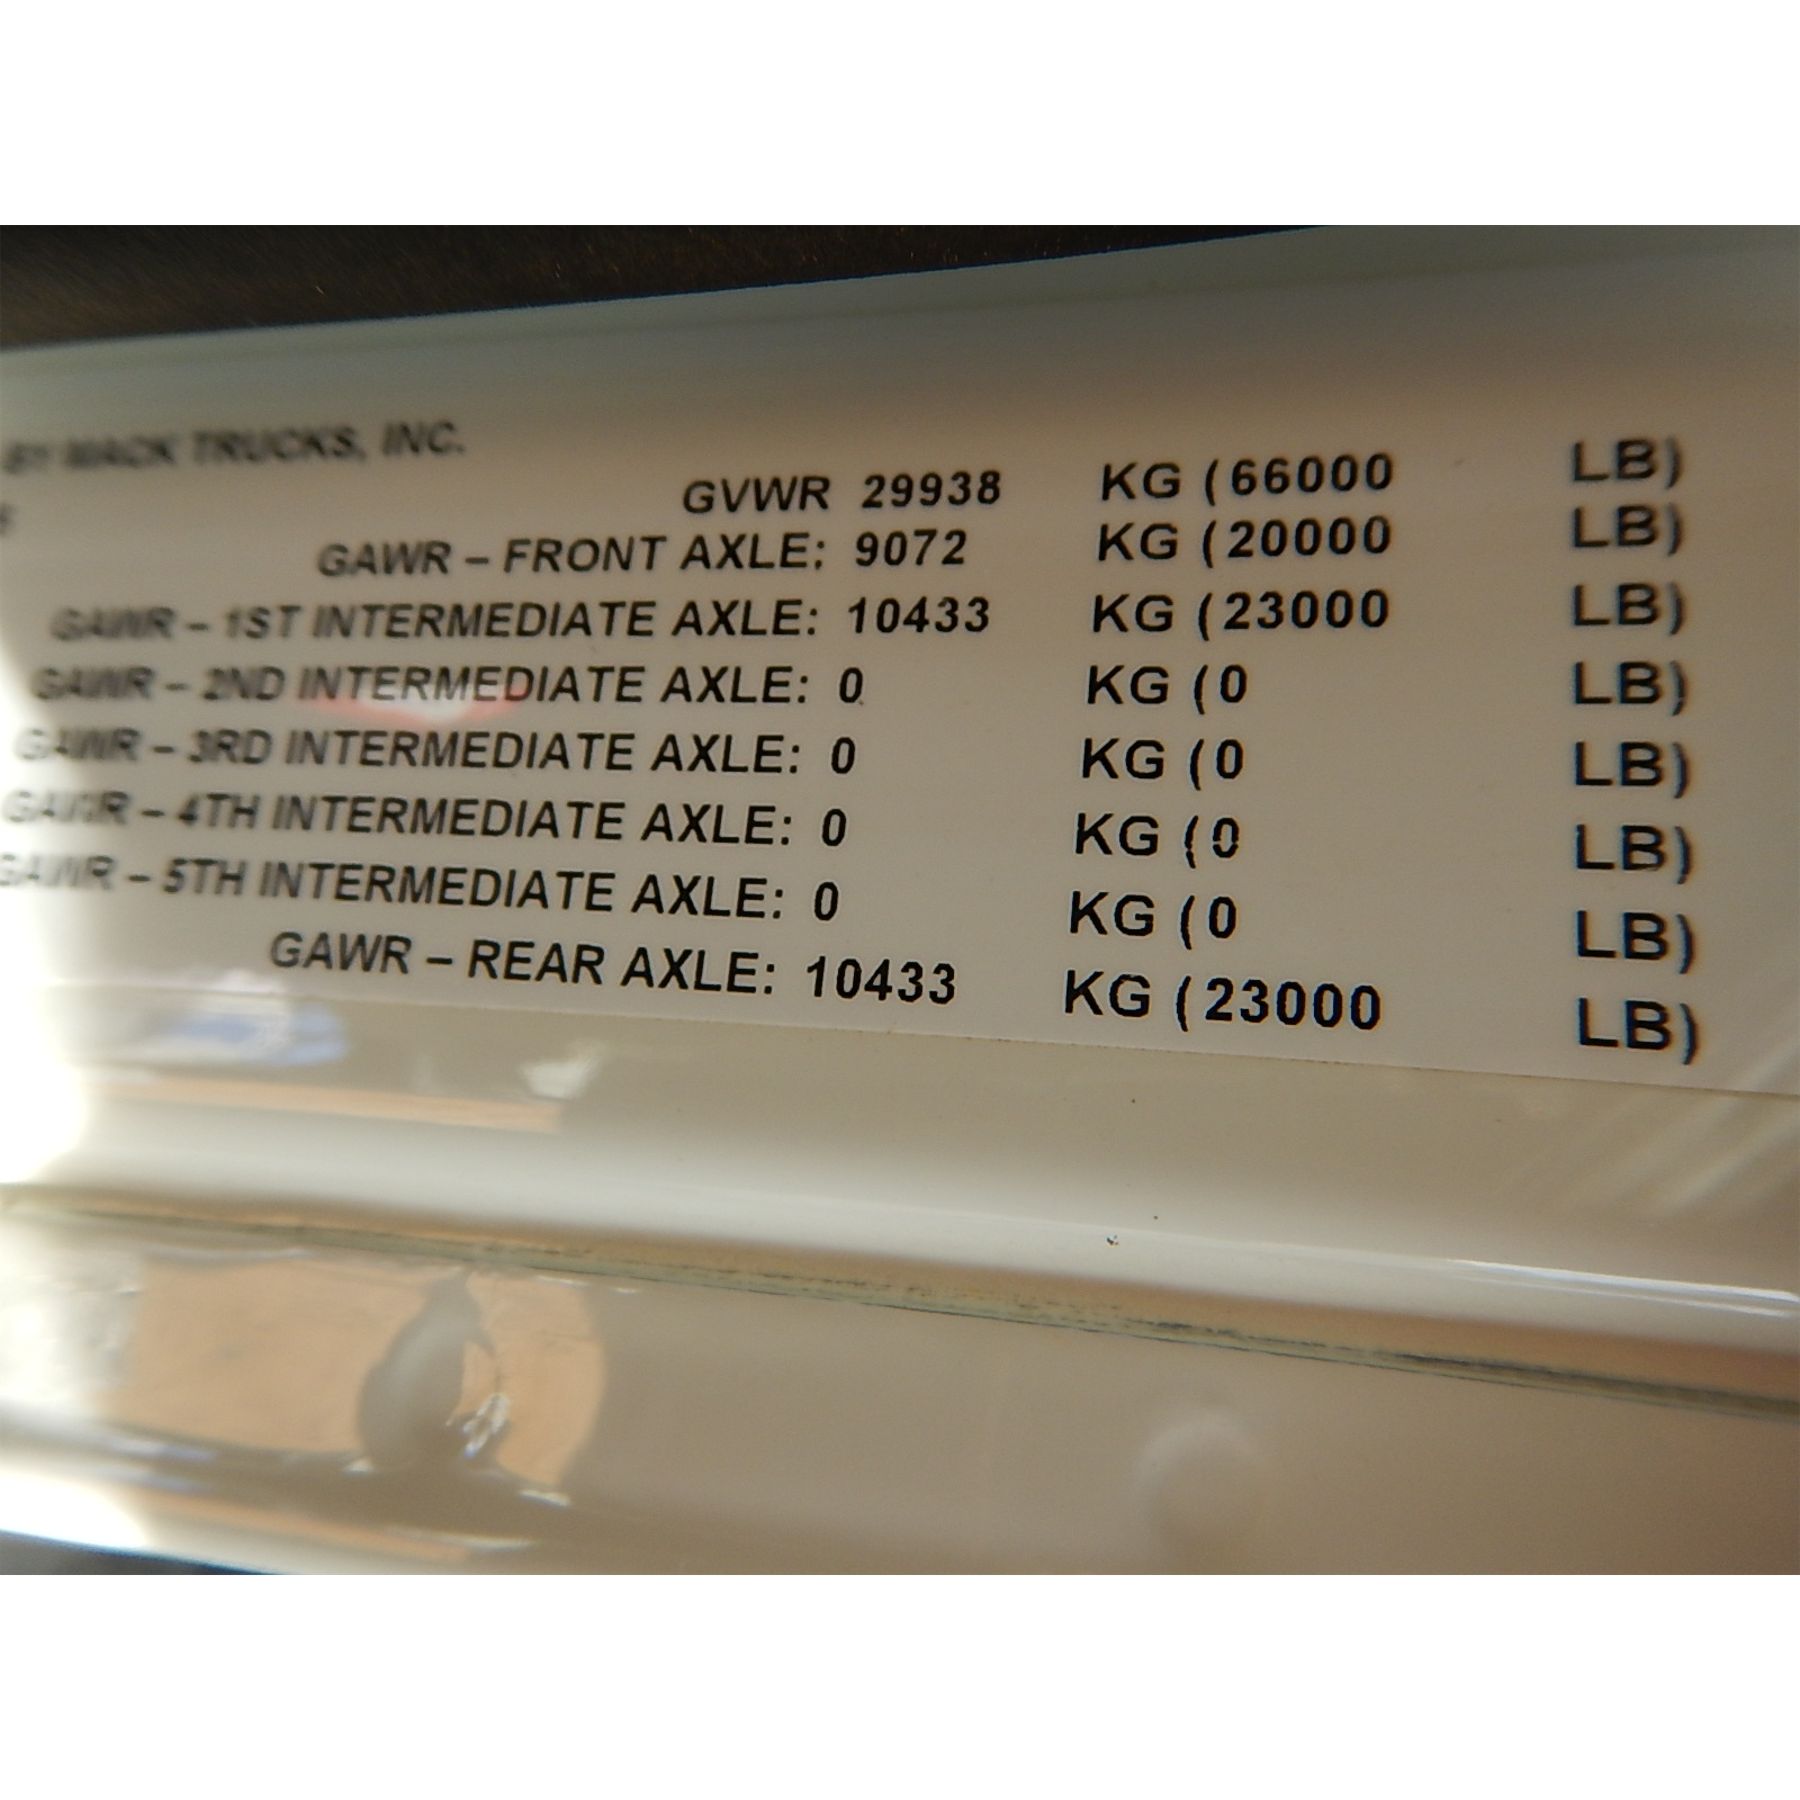 BY MACK TRUCKS, INC.
GVWR 29938 KG (66000 LB)
GAWR – FRONT AXLE: 9072 KG (20000 LB)
GAWR – 1ST INTERMEDIATE AXLE: 10433 KG (23000 LB)
GAWR – 2ND INTERMEDIATE AXLE: 0 KG (0 LB)
GAWR – 3RD INTERMEDIATE AXLE: 0 KG (0 LB)
GAWR – 4TH INTERMEDIATE AXLE: 0 KG (0 LB)
GAWR – 5TH INTERMEDIATE AXLE: 0 KG (0 LB)
GAWR – REAR AXLE: 10433 KG (23000 LB)